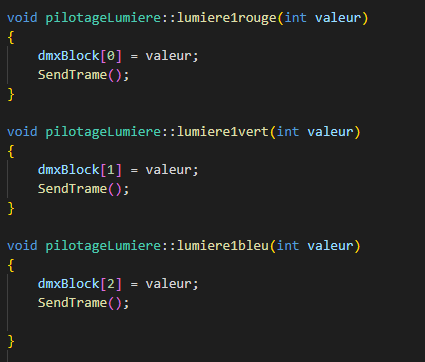 void pilotageLumiere::lumiere1rouge(int valeur)
{
    dmxBlock[0] = valeur;
    SendTrame();
}

void pilotageLumiere::lumiere1vert(int valeur)
{
    dmxBlock[1] = valeur;
    SendTrame();
}

void pilotageLumiere::lumiere1bleu(int valeur)
{
    dmxBlock[2] = valeur;
    SendTrame();

}